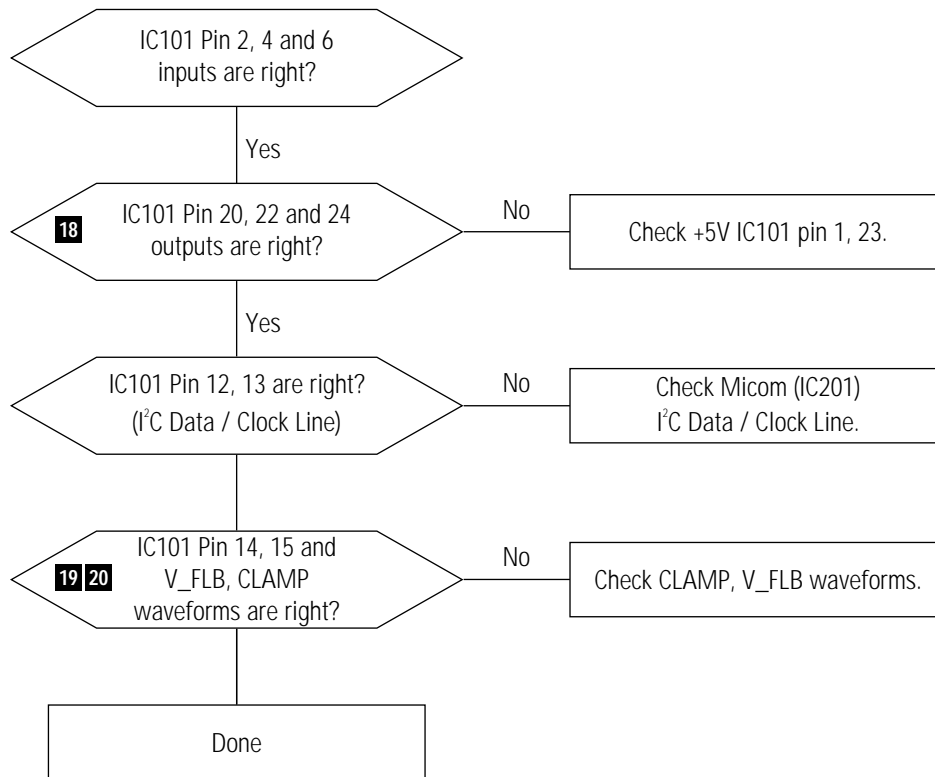 IC101 Pin 2, 4 and 6
inputs are right?
Yes
18
IC101 Pin 20, 22 and 24
outputs are right?
No
Check +5V IC101 pin 1, 23.
Yes
IC101 Pin 12, 13 are right?
(I²C Data / Clock Line)
No
Check Micom (IC201)
I²C Data / Clock Line.
19 20
IC101 Pin 14, 15 and
V_FLB, CLAMP
waveforms are right?
No
Check CLAMP, V_FLB waveforms.
Done